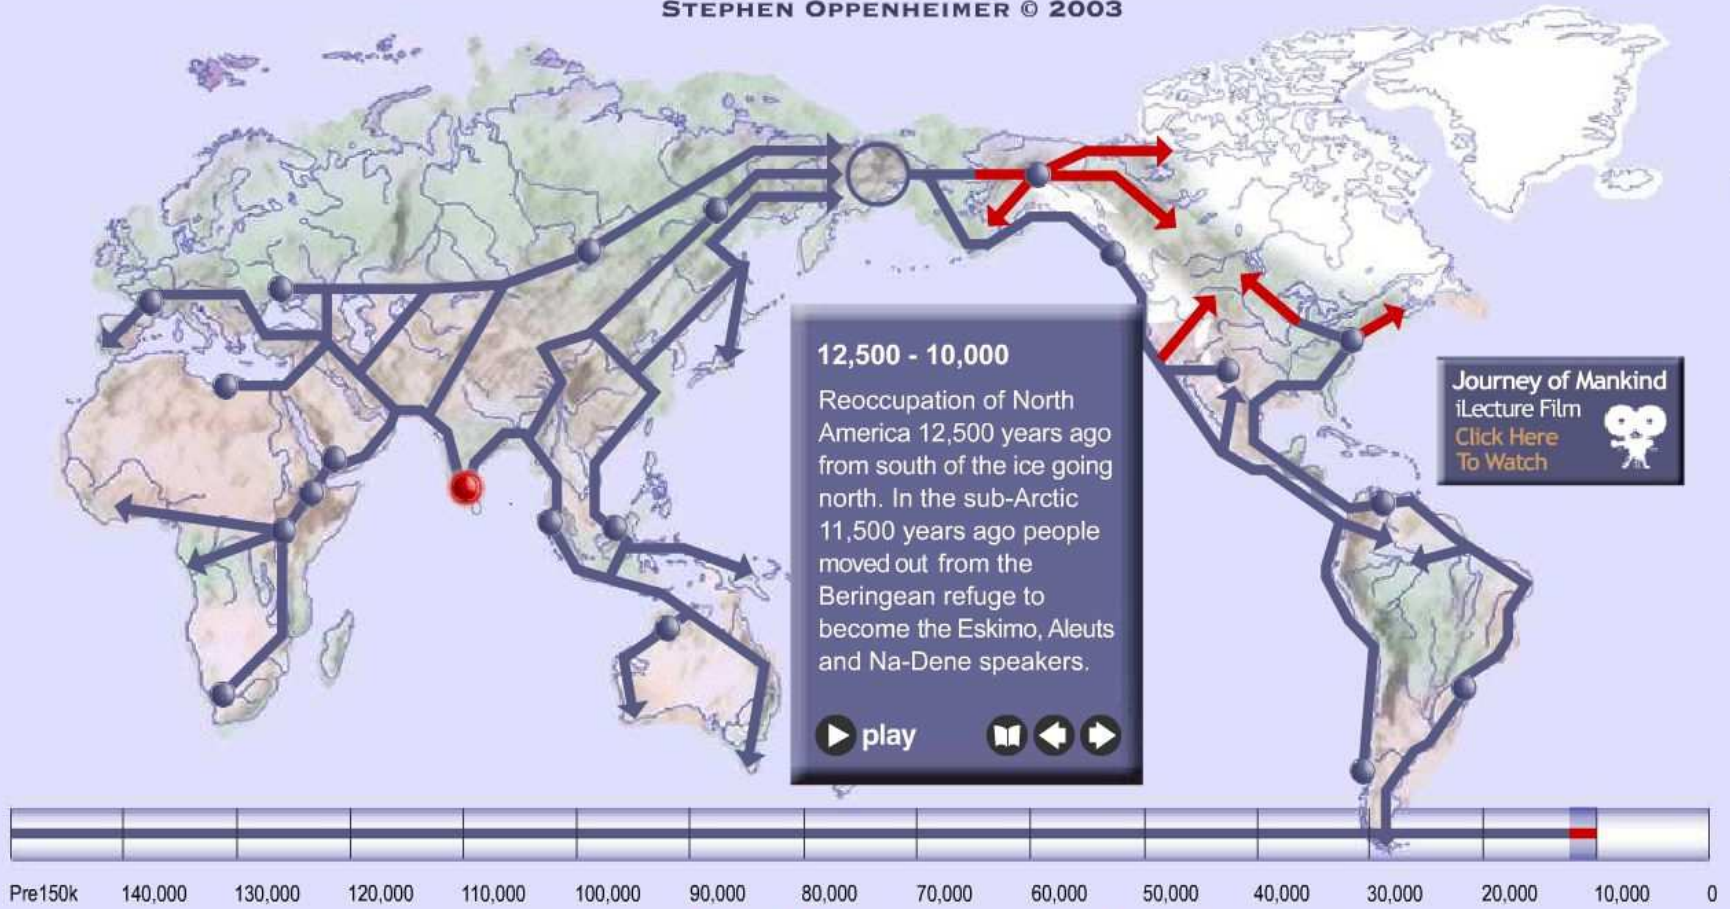 STEPHEN OPPENHEIMER © 2003
12,500 - 10,000
Reoccupation of North
America 12,500 years ago
from south of the ice going
north. In the sub-Arctic
11,500 years ago people
moved out from the
Beringean refuge to
become the Eskimo, Aleuts
and Na-Dene speakers.
play
Journey of Mankind
iLecture Film
Click Here
To Watch
Pre150k 140,000 130,000 120,000 110,000 100,000 90,000 80,000 70,000 60,000 50,000 40,000 30,000 20,000 10,000 0